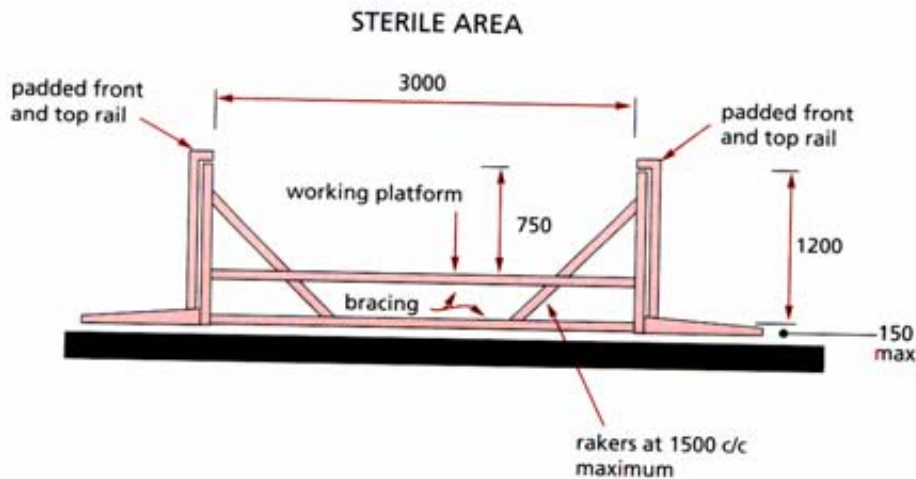 STERILE AREA
3000
padded front
and top rail
padded front
and top rail
working platform
750
1200
bracing
150
max
rakers at 1500 c/c
maximum